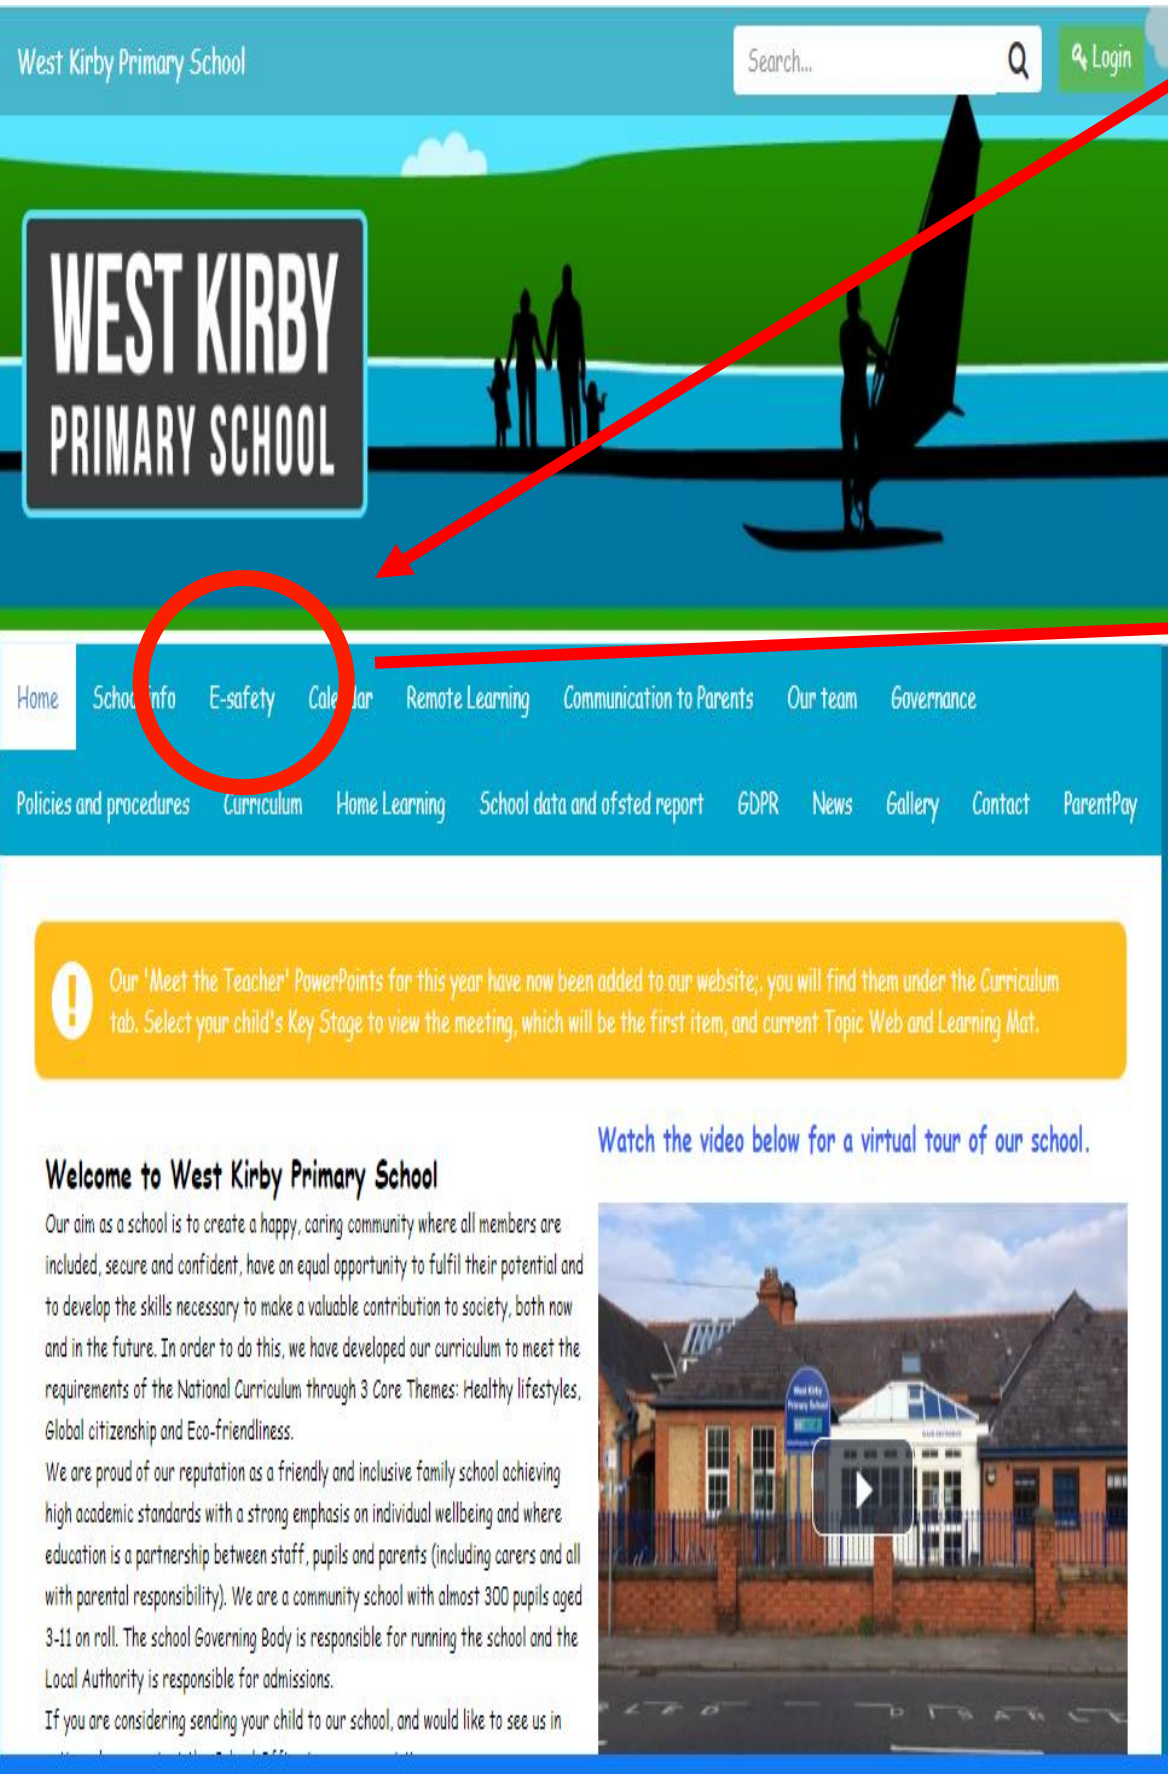 West Kirby Primary School
Search...
Login
WEST KIRBY
PRIMARY SCHOOL
Home School info E-safety Calendar Remote Learning Communication to Parents Our team Governance
Policies and procedures Curriculum Home Learning School data and ofsted report GDPR News Gallery Contact ParentPay
Our 'Meet the Teacher' PowerPoints for this year have now been added to our website;. you will find them under the Curriculum
tab. Select your child's Key Stage to view the meeting, which will be the first item, and current Topic Web and Learning Mat.
Watch the video below for a virtual tour of our school.
Welcome to West Kirby Primary School
Our aim as a school is to create a happy, caring community where all members are
included, secure and confident, have an equal opportunity to fulfil their potential and
to develop the skills necessary to make a valuable contribution to society, both now
and in the future. In order to do this, we have developed our curriculum to meet the
requirements of the National Curriculum through 3 Core Themes: Healthy lifestyles,
Global citizenship and Eco-friendliness.
We are proud of our reputation as a friendly and inclusive family school achieving
high academic standards with a strong emphasis on individual wellbeing and where
education is a partnership between staff, pupils and parents (including carers and all
with parental responsibility). We are a community school with almost 300 pupils aged
3-11 on roll. The school Governing Body is responsible for running the school and the
Local Authority is responsible for admissions.
If you are considering sending your child to our school, and would like to see us in
West Kirby
Primary School